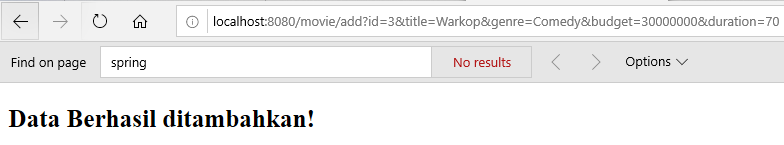 localhost:8080/movie/add?id=3&title=Warkop&genre=Comedy&budget=30000000&duration=70
Find on page spring No results Options
Data Berhasil ditambahkan!